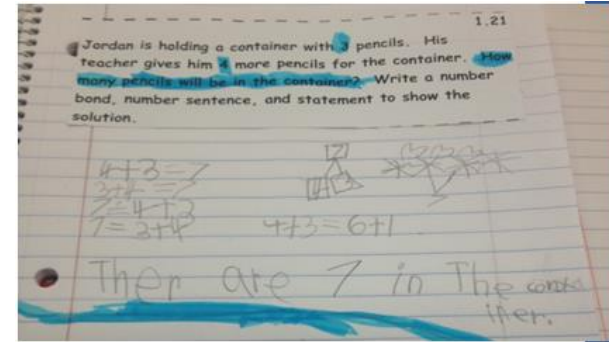 1.21
Jordan is holding a container with 3 pencils. His
teacher gives him 4 more pencils for the container. How
many pencils will be in the container? Write a number
bond, number sentence, and statement to show the
solution.
4+3=7
3+4=7
7=4+3
7=3+4
7
4 3
4+3=6+1
Ther are 7 in The